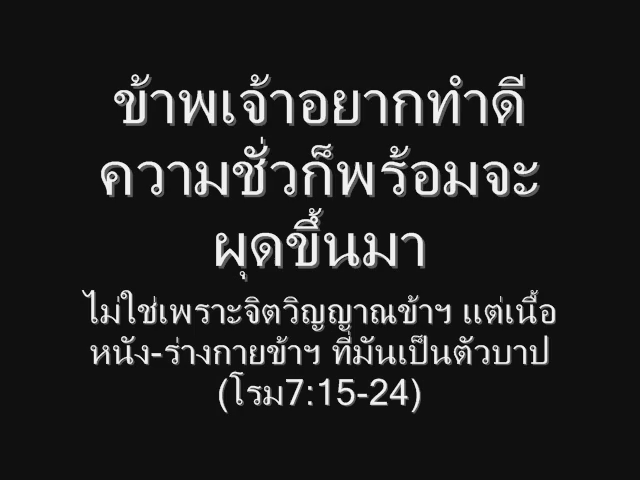 ข้าพเจ้าอยากทำดี
ความชั่วก็พร้อมจะ
ผุดขึ้นมา
ไม่ใช่เพราะจิตวิญญาณข้าฯ แต่เนื้อ
หนัง-ร่างกายข้าฯ ที่มันเป็นตัวบาป
(โรม7:15-24)